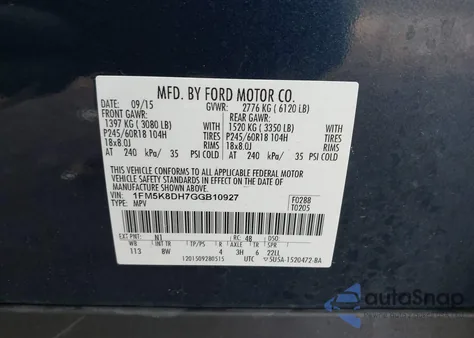 MFD. BY FORD MOTOR CO.
09/15 GVWR: 2776 KG ( 6120 LB)
FRONT GAWR: REAR GAWR:
1397 KG ( 3080 LB) 1520 KG ( 3350 LB)
P245/60R18 104H TIRES P245/60R18 104H TIRES
18x8.0J RIMS 18x8.0J RIMS
AT 240 kPa/ 35 PSI COLD AT 240 kPa/ 35 PSI COLD
THIS VEHICLE CONFORMS TO ALL APPLICABLE FEDERAL MOTOR
VEHICLE SAFETY STANDARDS IN EFFECT ON THE DATE OF
MANUFACTURE SHOWN ABOVE.
VIN: 1FM5K8DH7GGB10927 F0288
TYPE: MPV T0205
EXT PNT: N1 RC: 48 DSO:
WB INT TR TP/PS R AXLE TR SPR
113 8W 4 3H 6 22LL
1201509280515 UTC 5U5A-1520472-BA
autoSnap